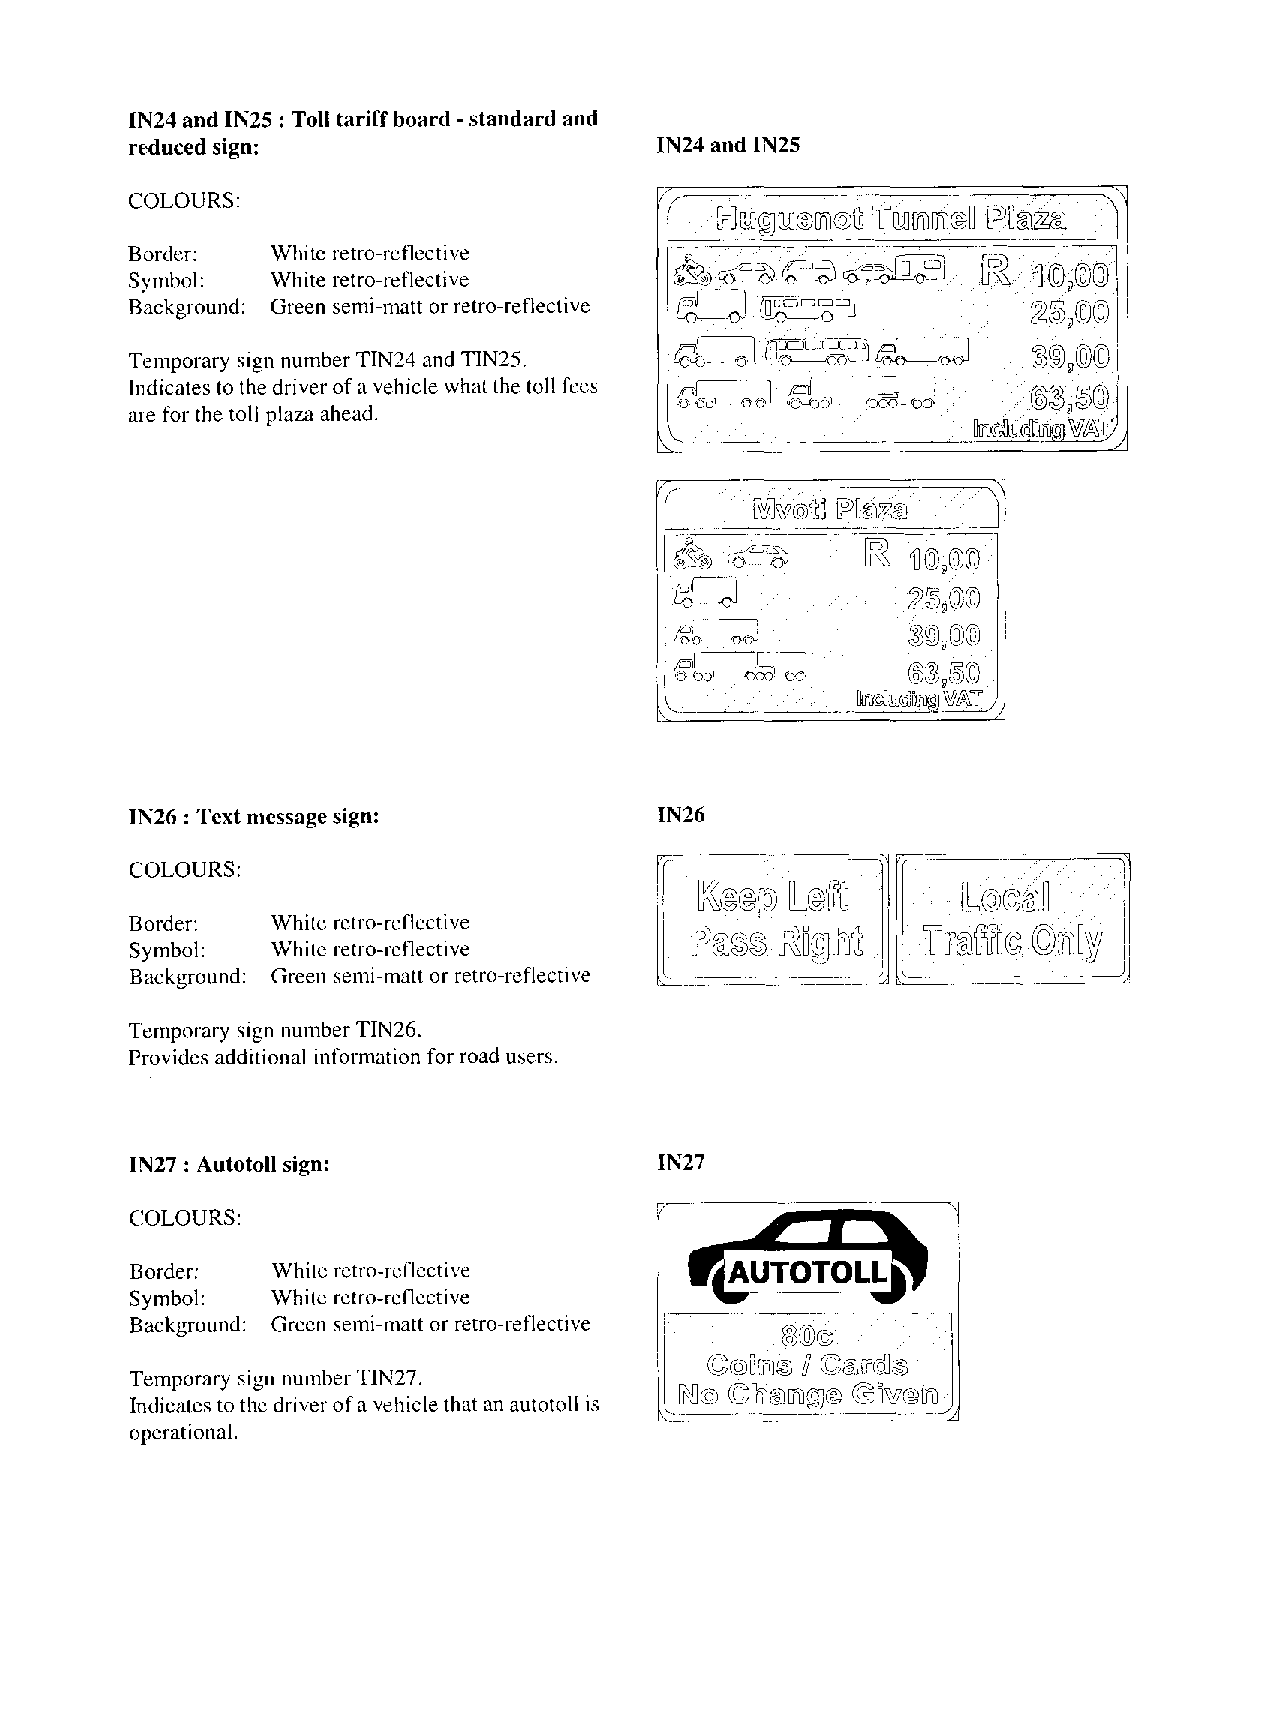 IN24 and IN25 : Toll tariff board - standard and
reduced sign:
IN24 and IN25
COLOURS:
Border: White retro-reflective
Symbol: White retro-reflective
Background: Green semi-matt or retro-reflective
Temporary sign number TIN24 and TIN25.
Indicates to the driver of a vehicle what the toll fees
are for the toll plaza ahead.
Huguenot Tunnel Plaza
R 10,00
25,00
39,00
63,50
Including VAT
Mvoti Plaza
R 10,00
25,00
39,00
63,50
Including VAT
IN26 : Text message sign:
IN26
COLOURS:
Border: White retro-reflective
Symbol: White retro-reflective
Background: Green semi-matt or retro-reflective
Temporary sign number TIN26.
Provides additional information for road users.
Keep Left
Pass Right
Local
Traffic Only
IN27 : Autotoll sign:
IN27
COLOURS:
Border: White retro-reflective
Symbol: White retro-reflective
Background: Green semi-matt or retro-reflective
Temporary sign number TIN27.
Indicates to the driver of a vehicle that an autotoll is
operational.
AUTOTOLL
80c
Coins / Cards
No Change Given